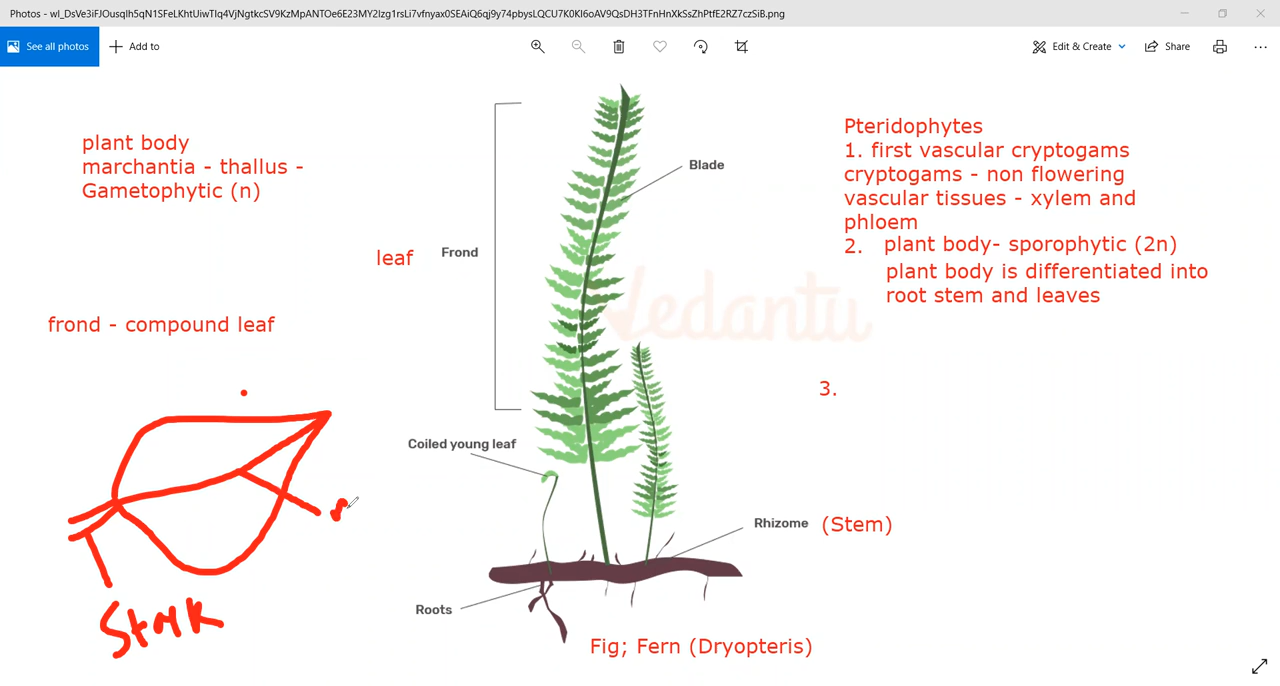 Photos - wl_DsVe3iFJOusqIh5qN1SFeLKhtUiwTIq4VjNgtkcSV9KzMpANTOe6E23MY2Izg1rsLi7vfnyax0SEAiQ6qj9y74pbysLQCU7K0KI6oAV9QsDH3TFnHnXkSsZhPtfE2RZ7czSiB.png
See all photos
Add to
Edit & Create
Share
plant body
marchantia - thallus -
Gametophytic (n)
Blade
leaf
Frond
frond - compound leaf
Stalk
Coiled young leaf
Rhizome
(Stem)
Roots
Fig; Fern (Dryopteris)
Vedantu
Pteridophytes
1. first vascular cryptogams
cryptogams - non flowering
vascular tissues - xylem and
phloem
2. plant body- sporophytic (2n)
plant body is differentiated into
root stem and leaves
3.